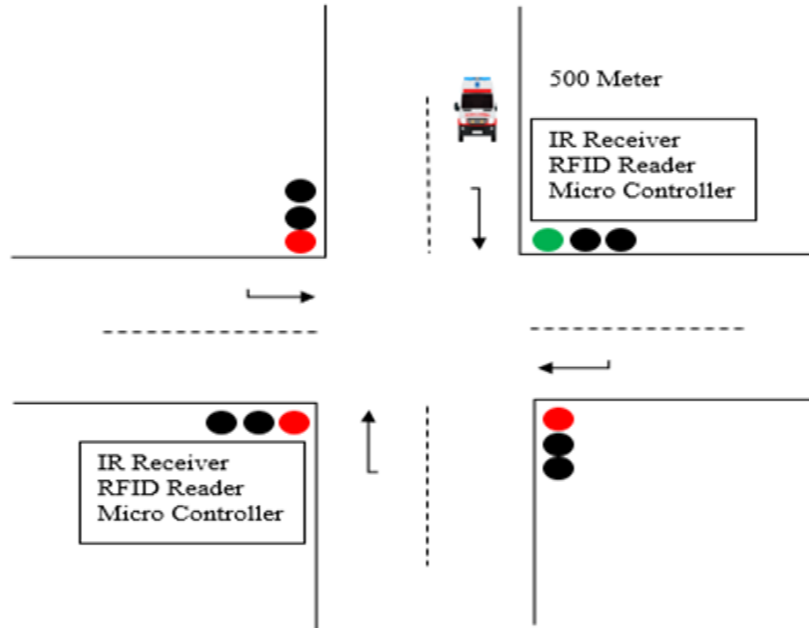 500 Meter
IR Receiver
RFID Reader
Micro Controller
IR Receiver
RFID Reader
Micro Controller